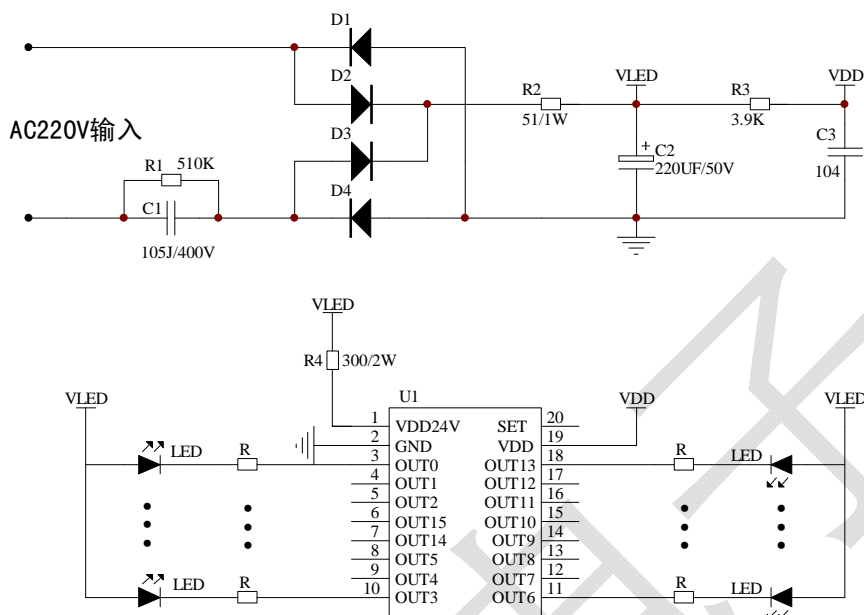 D1
D2
R2
VLED
R3
VDD
51/1W
3.9K
AC220V输入
D3
C3
C2
220UF/50V
104
R1
510K
D4
C1
105J/400V
VLED
R4
300/2W
U1
VLED
VDD
VLED
1
VDD24V
SET
20
2
GND
VDD
19
LED
R
3
OUT0
OUT13
18
R
LED
4
OUT1
OUT12
17
5
OUT2
OUT11
16
6
OUT15
OUT10
15
7
OUT14
OUT9
14
8
OUT5
OUT8
13
9
OUT4
OUT7
12
LED
R
10
OUT3
OUT6
11
R
LED